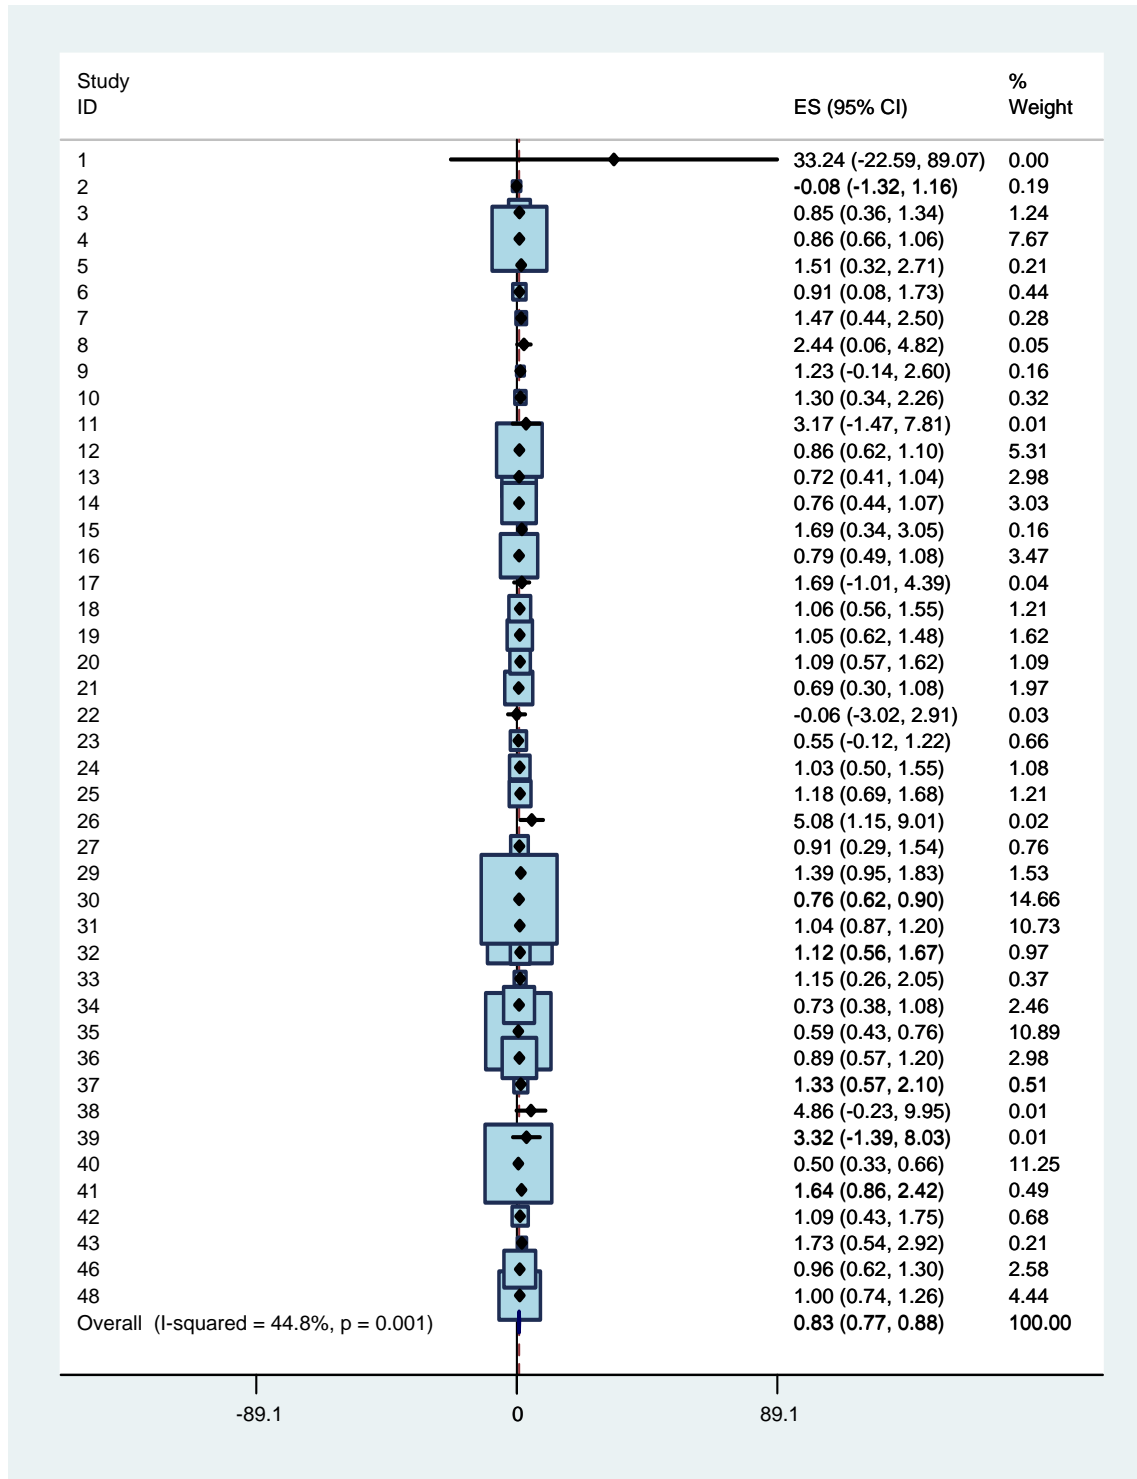 Study %
ID ES (95% CI) Weight
1 33.24 (-22.59, 89.07) 0.00
2 -0.08 (-1.32, 1.16) 0.19
3 0.85 (0.36, 1.34) 1.24
4 0.86 (0.66, 1.06) 7.67
5 1.51 (0.32, 2.71) 0.21
6 0.91 (0.08, 1.73) 0.44
7 1.47 (0.44, 2.50) 0.28
8 2.44 (0.06, 4.82) 0.05
9 1.23 (-0.14, 2.60) 0.16
10 1.30 (0.34, 2.26) 0.32
11 3.17 (-1.47, 7.81) 0.01
12 0.86 (0.62, 1.10) 5.31
13 0.72 (0.41, 1.04) 2.98
14 0.76 (0.44, 1.07) 3.03
15 1.69 (0.34, 3.05) 0.16
16 0.79 (0.49, 1.08) 3.47
17 1.69 (-1.01, 4.39) 0.04
18 1.06 (0.56, 1.55) 1.21
19 1.05 (0.62, 1.48) 1.62
20 1.09 (0.57, 1.62) 1.09
21 0.69 (0.30, 1.08) 1.97
22 -0.06 (-3.02, 2.91) 0.03
23 0.55 (-0.12, 1.22) 0.66
24 1.03 (0.50, 1.55) 1.08
25 1.18 (0.69, 1.68) 1.21
26 5.08 (1.15, 9.01) 0.02
27 0.91 (0.29, 1.54) 0.76
29 1.39 (0.95, 1.83) 1.53
30 0.76 (0.62, 0.90) 14.66
31 1.04 (0.87, 1.20) 10.73
32 1.12 (0.56, 1.67) 0.97
33 1.15 (0.26, 2.05) 0.37
34 0.73 (0.38, 1.08) 2.46
35 0.59 (0.43, 0.76) 10.89
36 0.89 (0.57, 1.20) 2.98
37 1.33 (0.57, 2.10) 0.51
38 4.86 (-0.23, 9.95) 0.01
39 3.32 (-1.39, 8.03) 0.01
40 0.50 (0.33, 0.66) 11.25
41 1.64 (0.86, 2.42) 0.49
42 1.09 (0.43, 1.75) 0.68
43 1.73 (0.54, 2.92) 0.21
46 0.96 (0.62, 1.30) 2.58
48 1.00 (0.74, 1.26) 4.44
Overall (I-squared = 44.8%, p = 0.001) 0.83 (0.77, 0.88) 100.00
-89.1 0 89.1